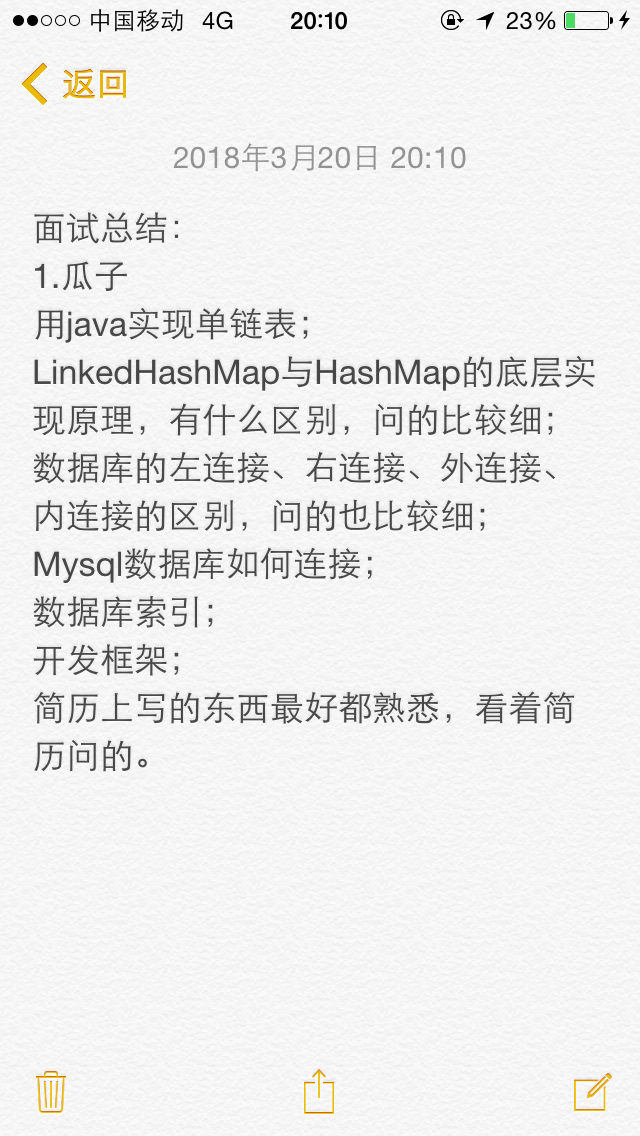 中国移动 4G 20:10 23%
返回
2018年3月20日 20:10
面试总结：
1.瓜子
用java实现单链表；
LinkedHashMap与HashMap的底层实
现原理，有什么区别，问的比较细；
数据库的左连接、右连接、外连接、
内连接的区别，问的也比较细；
Mysql数据库如何连接；
数据库索引；
开发框架；
简历上写的东西最好都熟悉，看着简
历问的。